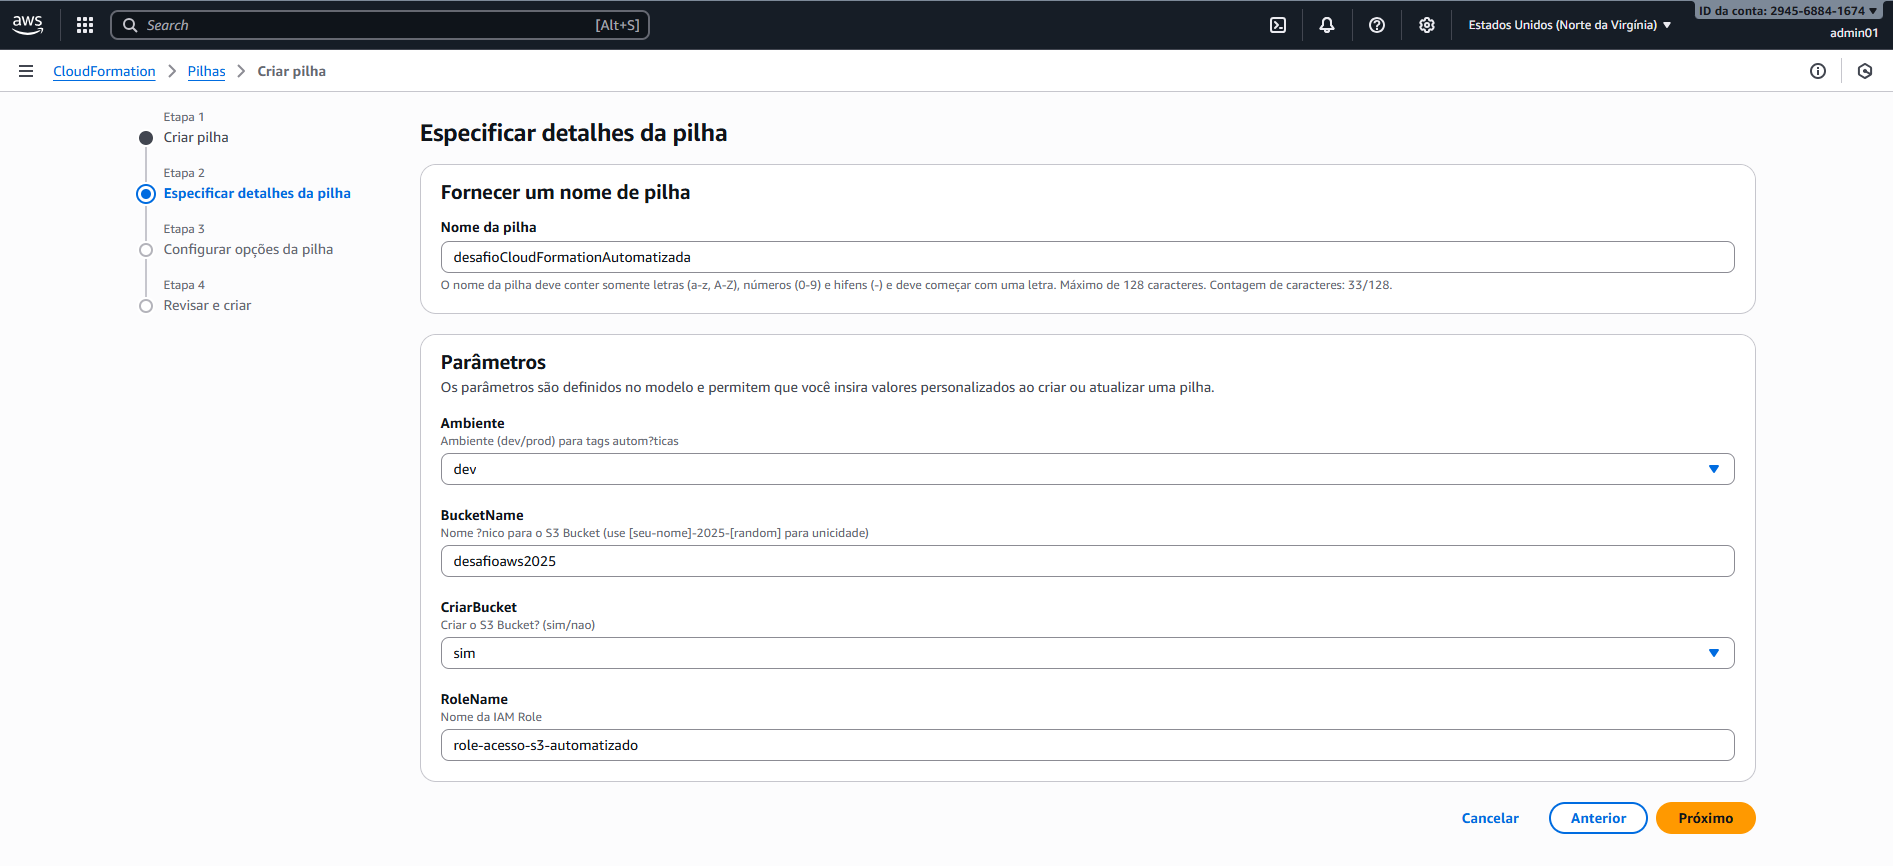 aws
Search
[Alt+S]
Estados Unidos (Norte da Virgínia)
ID da conta: 2945-6884-1674
admin01
CloudFormation
Pilhas
Criar pilha
Etapa 1
Criar pilha
Etapa 2
Especificar detalhes da pilha
Etapa 3
Configurar opções da pilha
Etapa 4
Revisar e criar
Especificar detalhes da pilha
Fornecer um nome de pilha
Nome da pilha
desafioCloudFormationAutomatizada
O nome da pilha deve conter somente letras (a-z, A-Z), números (0-9) e hifens (-) e deve começar com uma letra. Máximo de 128 caracteres. Contagem de caracteres: 33/128.
Parâmetros
Os parâmetros são definidos no modelo e permitem que você insira valores personalizados ao criar ou atualizar uma pilha.
Ambiente
Ambiente (dev/prod) para tags autom?ticas
dev
BucketName
Nome ?nico para o S3 Bucket (use [seu-nome]-2025-[random] para unicidade)
desafioaws2025
CriarBucket
Criar o S3 Bucket? (sim/nao)
sim
RoleName
Nome da IAM Role
role-acesso-s3-automatizado
Cancelar
Anterior
Próximo